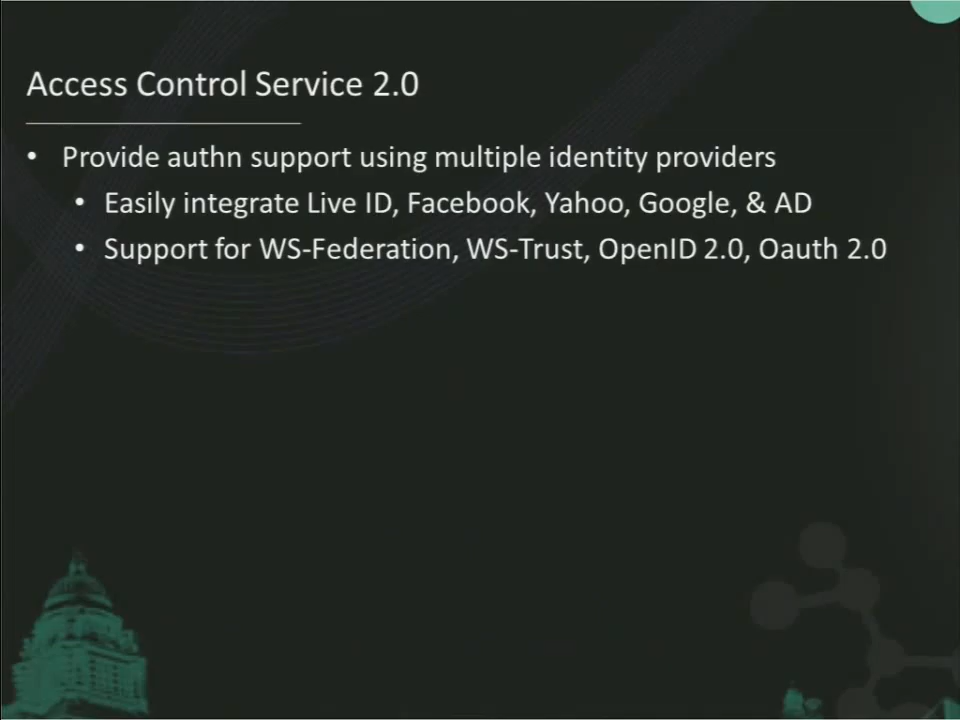 Access Control Service 2.0
• Provide authn support using multiple identity providers
• Easily integrate Live ID, Facebook, Yahoo, Google, & AD
• Support for WS-Federation, WS-Trust, OpenID 2.0, Oauth 2.0